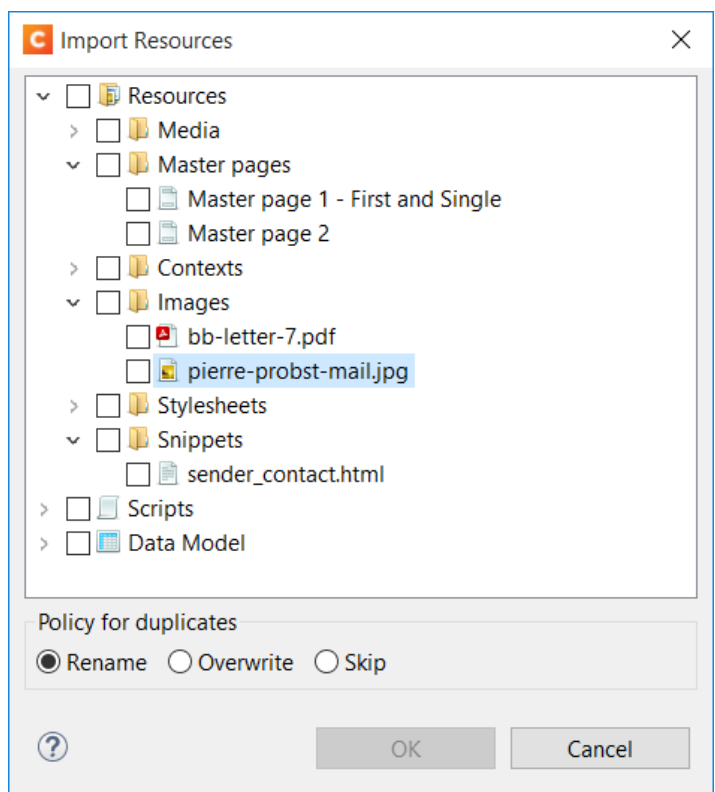 C Import Resources
Resources
Media
Master pages
Master page 1 - First and Single
Master page 2
Contexts
Images
bb-letter-7.pdf
pierre-probst-mail.jpg
Stylesheets
Snippets
sender_contact.html
Scripts
Data Model
Policy for duplicates
Rename Overwrite Skip
? OK Cancel